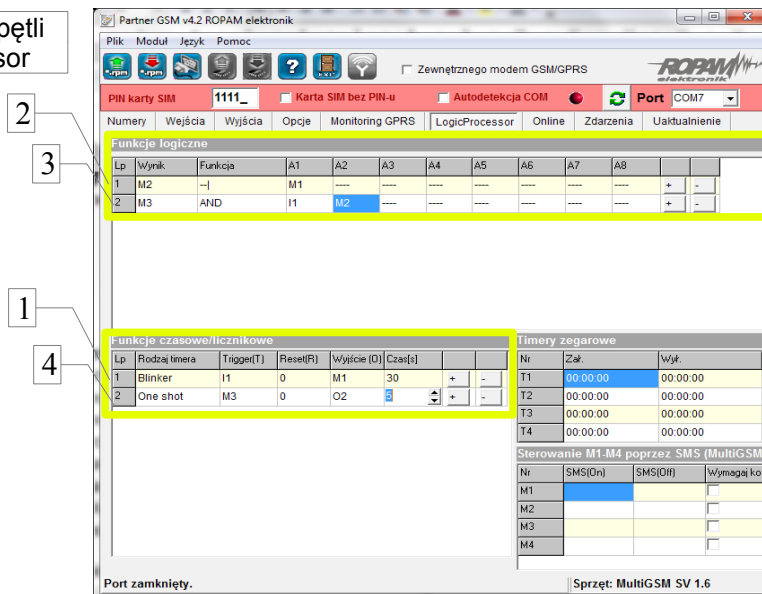 pętli
sor
2
3
1
4
Partner GSM v4.2 ROPAM elektronik
Plik Moduł Język Pomoc
.rpm .rpm ? EXIT Zewnętrznego modem GSM/GPRS ROPAM elektronik
PIN karty SIM 1111_ Karta SIM bez PIN-u Autodetekcja COM Port COM7
Numery Wejścia Wyjścia Opcje Monitoring GPRS LogicProcessor Online Zdarzenia Uaktualnienie
Funkcje logiczne
Lp Wynik Funkcja A1 A2 A3 A4 A5 A6 A7 A8
1 M2 --| M1 ---- ---- ---- ---- ---- ---- ---- + -
2 M3 AND I1 M2 ---- ---- ---- ---- ---- ---- + -
Funkcje czasowe/licznikowe
Lp Rodzaj timera Trigger(T) Reset(R) Wyjście (O) Czas[s]
1 Blinker I1 0 M1 30 + -
2 One shot M3 0 O2 5 + -
Timery zegarowe
Nr Zał. Wył.
T1 00:00:00 00:00:00
T2 00:00:00 00:00:00
T3 00:00:00 00:00:00
T4 00:00:00 00:00:00
Sterowanie M1-M4 poprzez SMS (MultiGSM
Nr SMS(On) SMS(Off) Wymagaj ko
M1
M2
M3
M4
Port zamknięty.
Sprzęt: MultiGSM SV 1.6